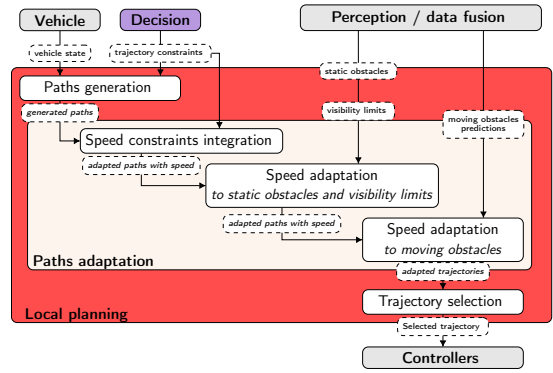 Vehicle
Decision
Perception / data fusion
vehicle state
trajectory constraints
static obstacles
Paths generation
generated paths
visibility limits
moving obstacles
predictions
Speed constraints integration
adapted paths with speed
Speed adaptation
to static obstacles and visibility limits
adapted paths with speed
Speed adaptation
to moving obstacles
Paths adaptation
adapted trajectories
Trajectory selection
Local planning
Selected trajectory
Controllers